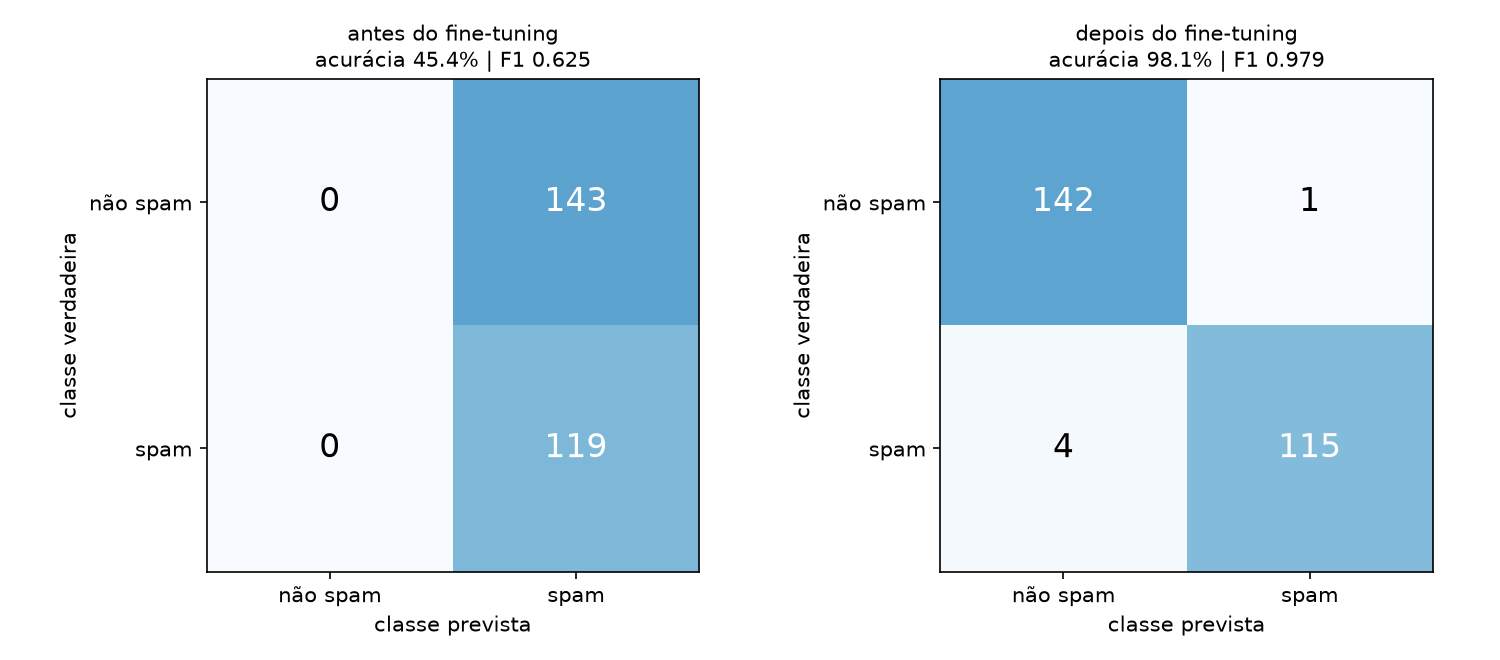 antes do fine-tuning
acurácia 45.4% | F1 0.625
não spam
0
143
spam
0
119
classe verdadeira
não spam
spam
classe prevista
depois do fine-tuning
acurácia 98.1% | F1 0.979
não spam
142
1
spam
4
115
classe verdadeira
não spam
spam
classe prevista